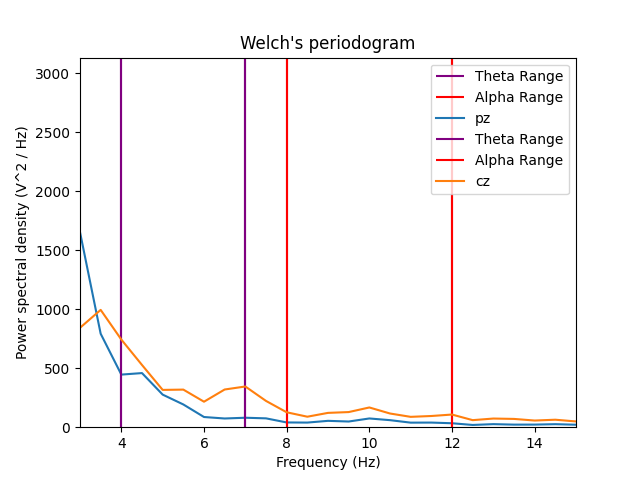 Welch's periodogram
Power spectral density (V^2 / Hz)
3000
2500
2000
1500
1000
500
0
Theta Range
Alpha Range
pz
Theta Range
Alpha Range
cz
4 6 8 10 12 14
Frequency (Hz)